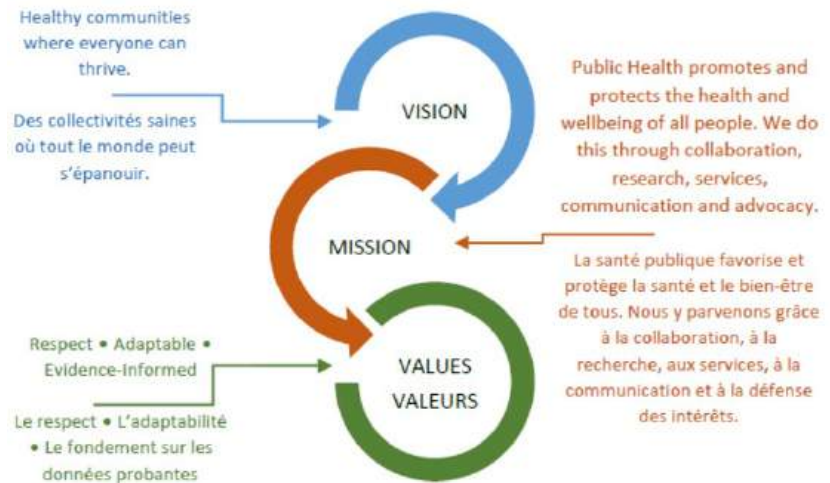 Healthy communities
where everyone can
thrive.
Des collectivités saines
où tout le monde peut
s'épanouir.
VISION
Public Health promotes and
protects the health and
wellbeing of all people. We do
this through collaboration,
research, services,
communication and advocacy.
MISSION
La santé publique favorise et
protège la santé et le bien-être
de tous. Nous y parvenons grâce
à la collaboration, à la
recherche, aux services, à la
communication et à la défense
des intérêts.
Respect • Adaptable •
Evidence-Informed
Le respect • L'adaptabilité
• Le fondement sur les
données probantes
VALUES
VALEURS